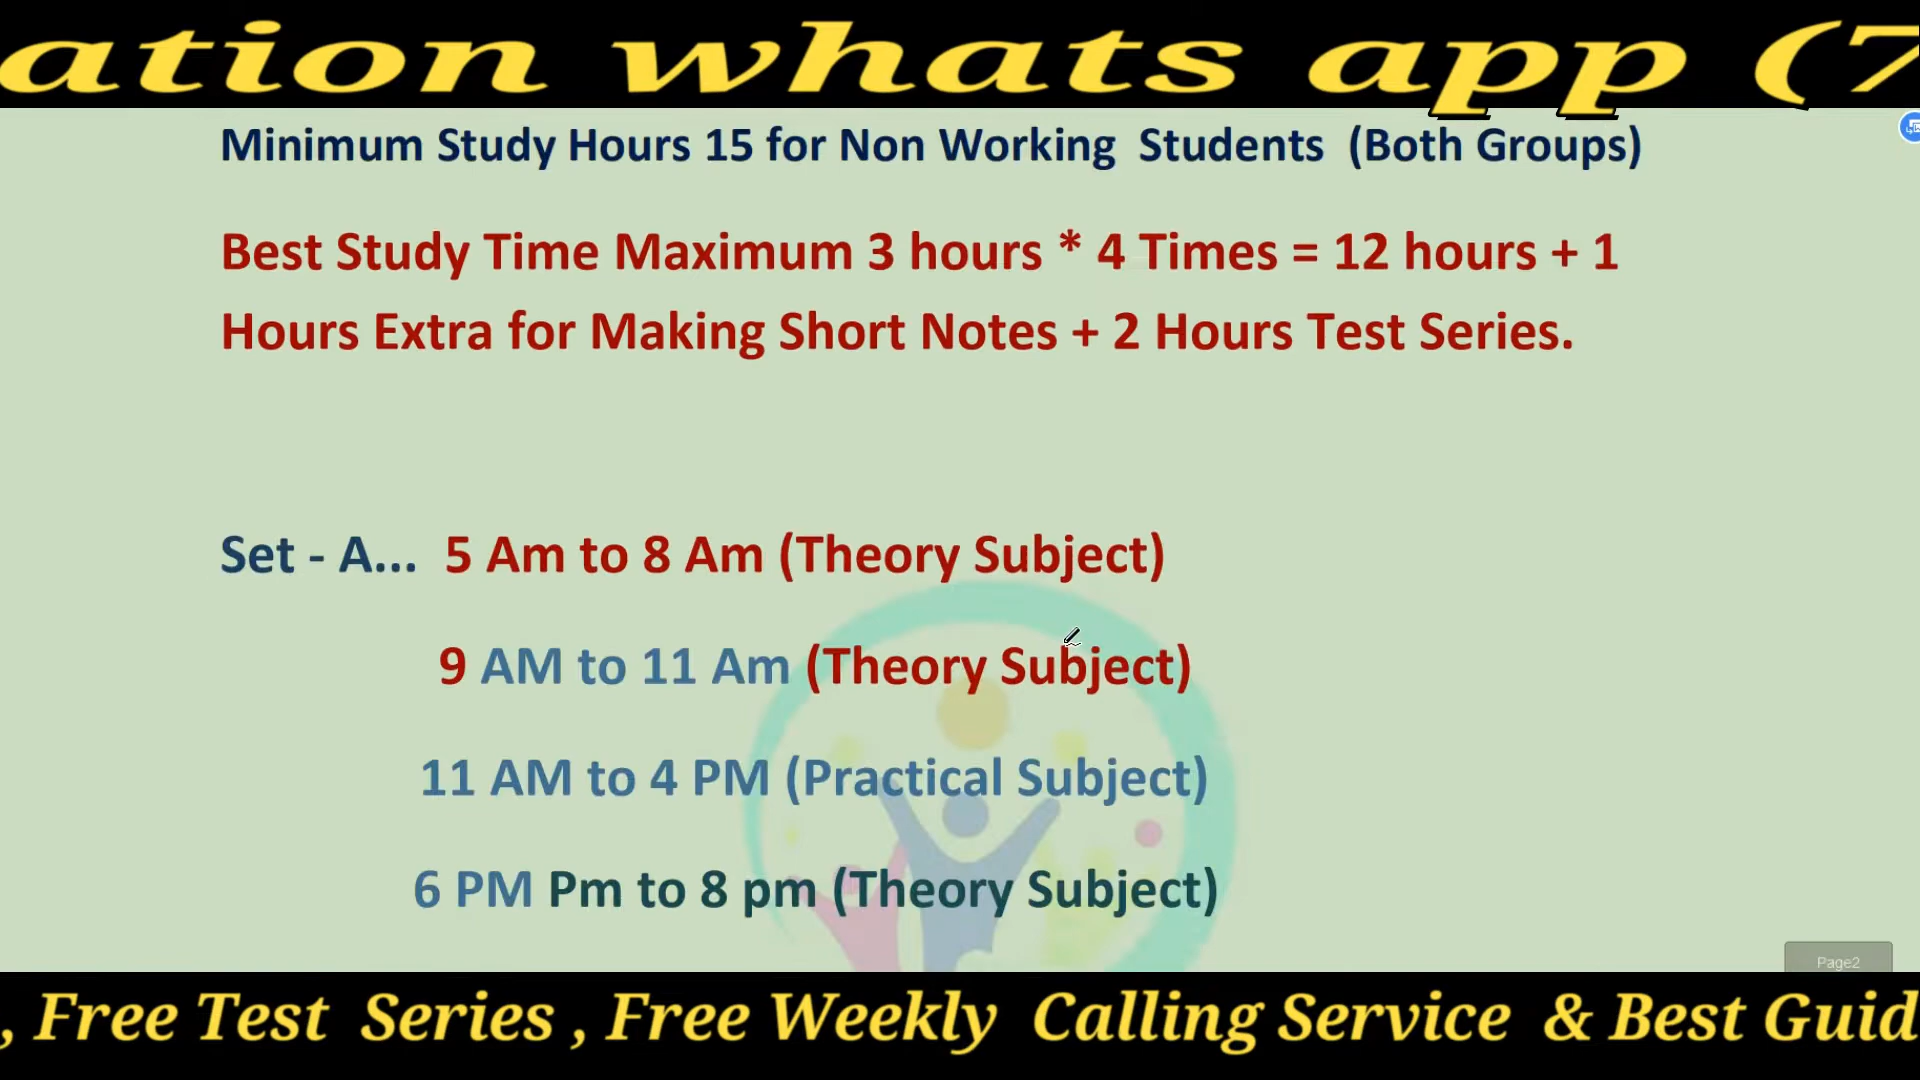 ation whats app (7
Minimum Study Hours 15 for Non Working Students (Both Groups)
Best Study Time Maximum 3 hours * 4 Times = 12 hours + 1
Hours Extra for Making Short Notes + 2 Hours Test Series.
Set - A... 5 Am to 8 Am (Theory Subject)
9 AM to 11 Am (Theory Subject)
11 AM to 4 PM (Practical Subject)
6 PM Pm to 8 pm (Theory Subject)
Page2
, Free Test Series , Free Weekly Calling Service & Best Guid